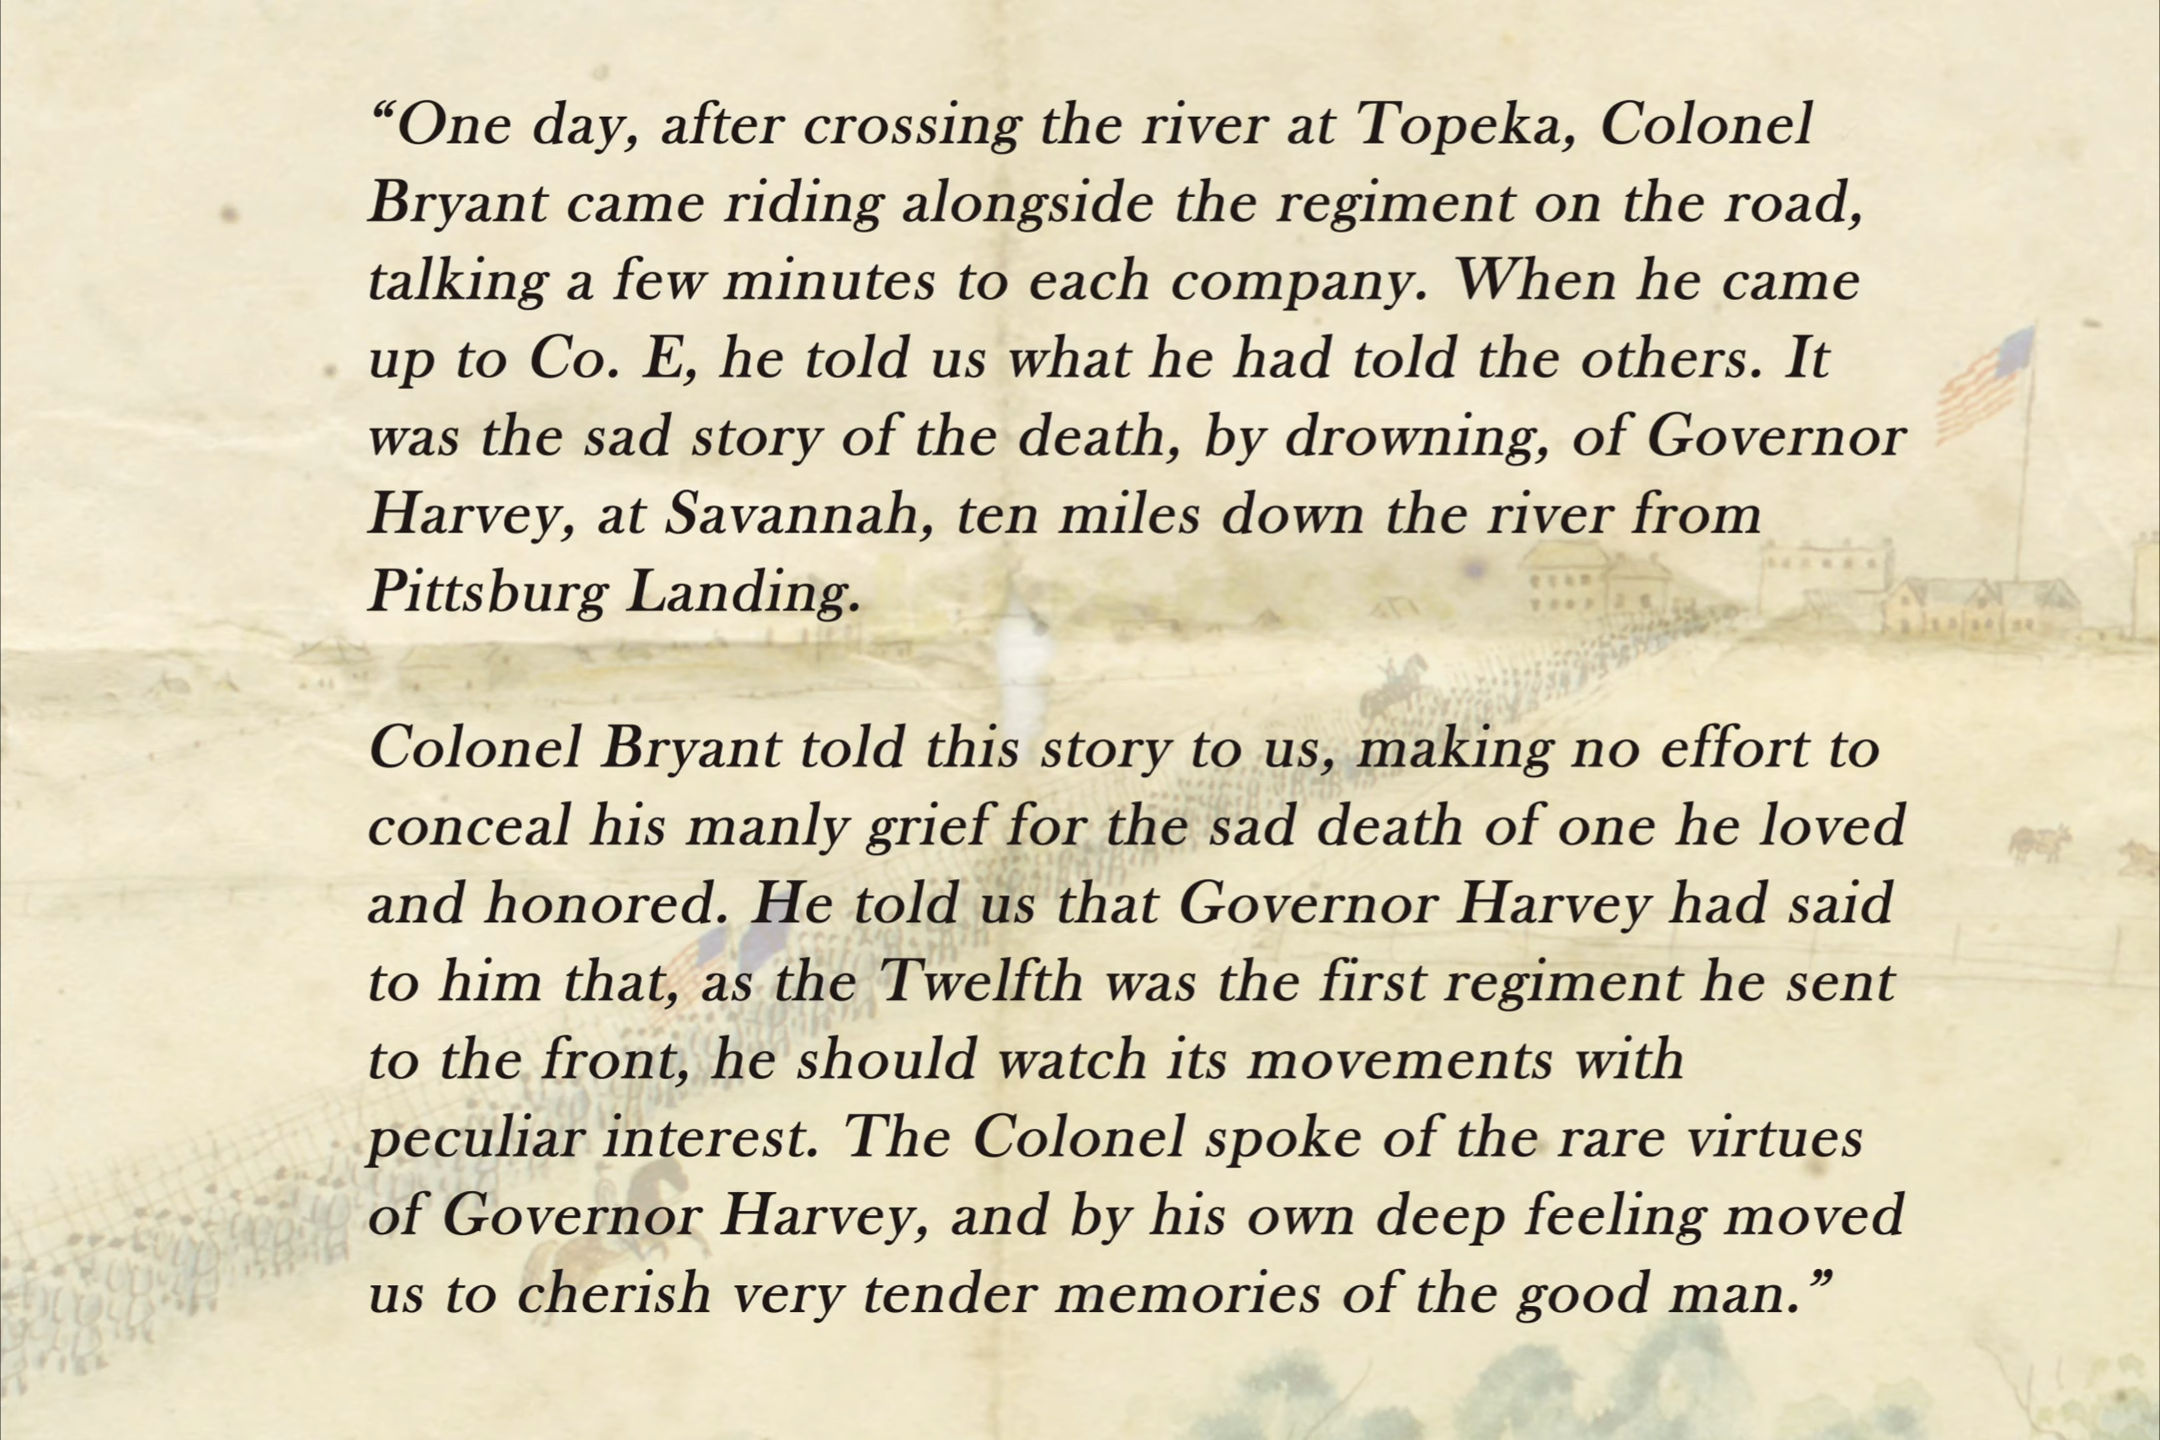 “One day, after crossing the river at Topeka, Colonel
Bryant came riding alongside the regiment on the road,
talking a few minutes to each company. When he came
up to Co. E, he told us what he had told the others. It
was the sad story of the death, by drowning, of Governor
Harvey, at Savannah, ten miles down the river from
Pittsburg Landing.
Colonel Bryant told this story to us, making no effort to
conceal his manly grief for the sad death of one he loved
and honored. He told us that Governor Harvey had said
to him that, as the Twelfth was the first regiment he sent
to the front, he should watch its movements with
peculiar interest. The Colonel spoke of the rare virtues
of Governor Harvey, and by his own deep feeling moved
us to cherish very tender memories of the good man.”